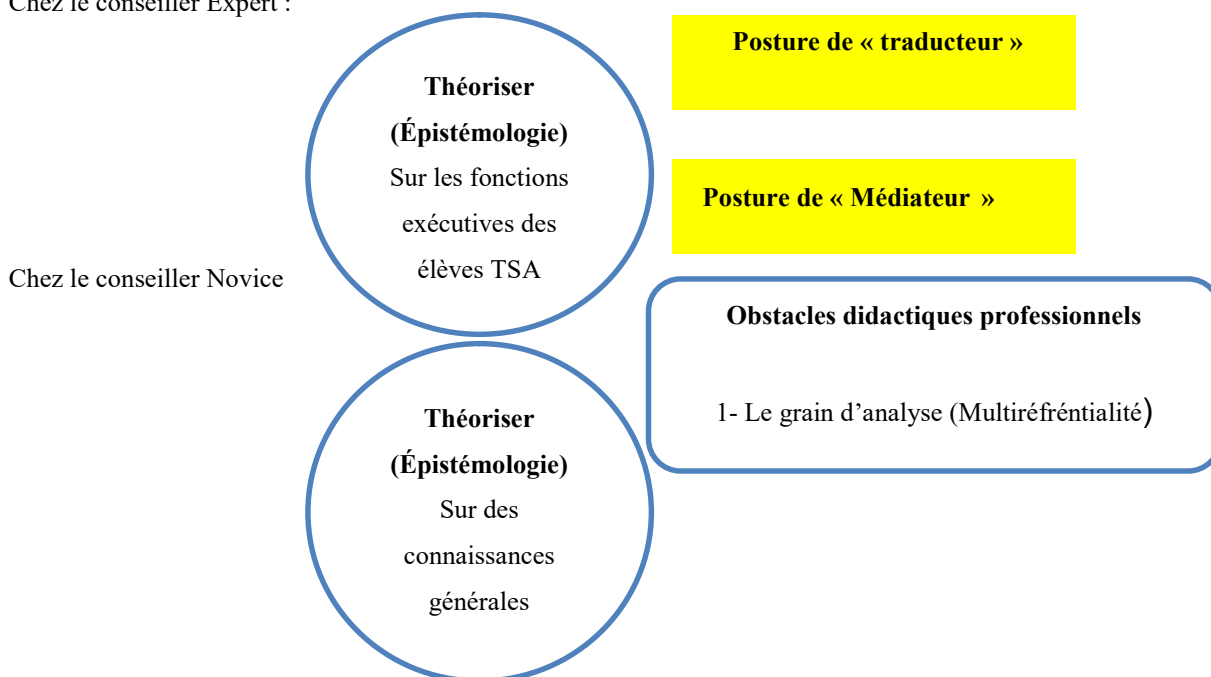 Chez le conseiller Expert :
Posture de « traducteur »
Théoriser
(Épistémologie)
Sur les fonctions
exécutives des
élèves TSA
Posture de « Médiateur »
Chez le conseiller Novice
Obstacles didactiques professionnels
1- Le grain d’analyse (Multiréfréntialité)
Théoriser
(Épistémologie)
Sur des
connaissances
générales